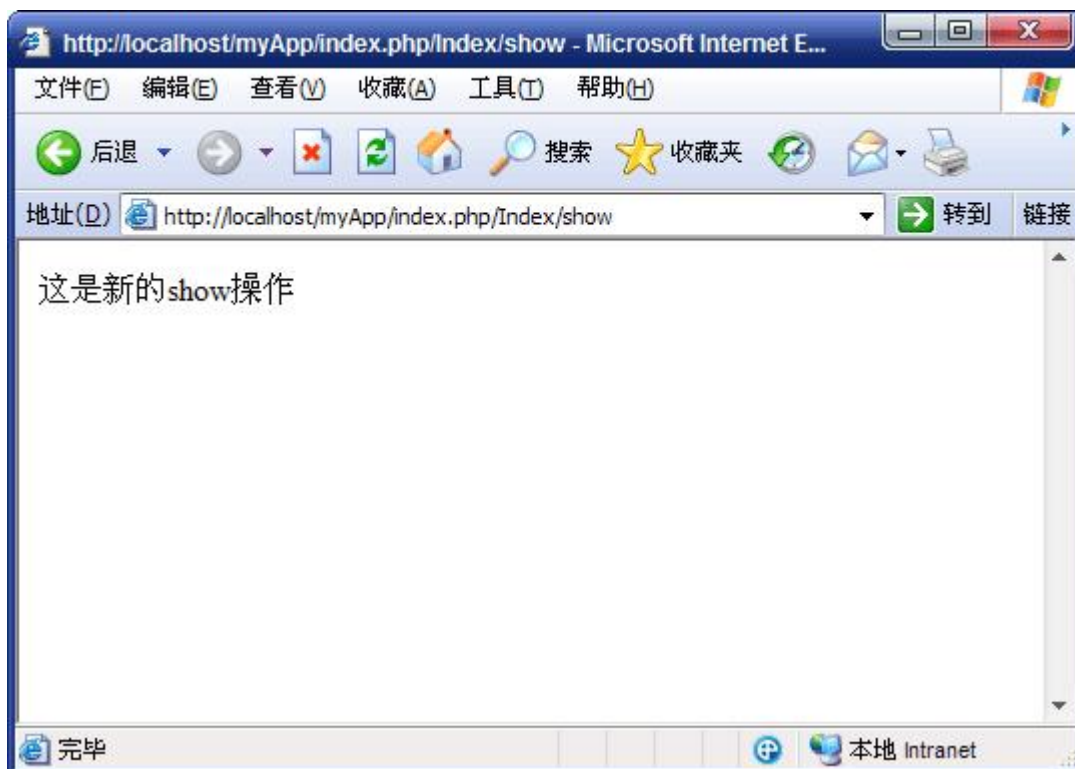 http://localhost/myApp/index.php/Index/show - Microsoft Internet E...
文件(F) 编辑(E) 查看(V) 收藏(A) 工具(T) 帮助(H)
后退 搜索 收藏夹
地址(D) http://localhost/myApp/index.php/Index/show 转到 链接
这是新的show操作
完毕 本地 Intranet